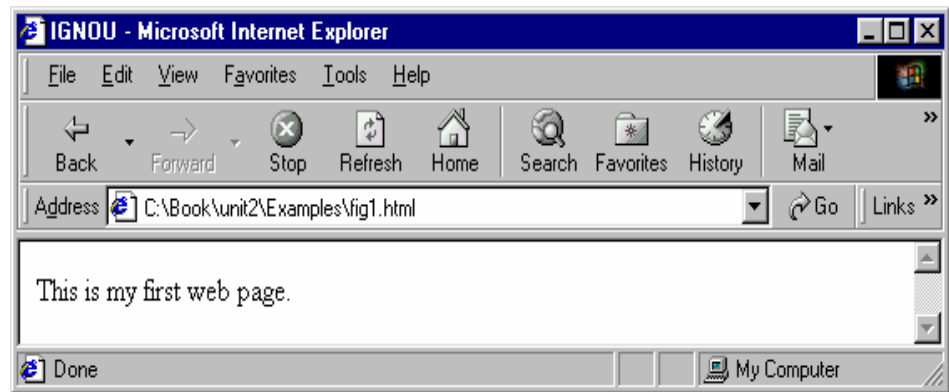 IGNOU - Microsoft Internet Explorer
File Edit View Favorites Tools Help
Back Forward Stop Refresh Home Search Favorites History Mail »
Address C:\Book\unit2\Examples\fig1.html Go Links »
This is my first web page.
Done My Computer